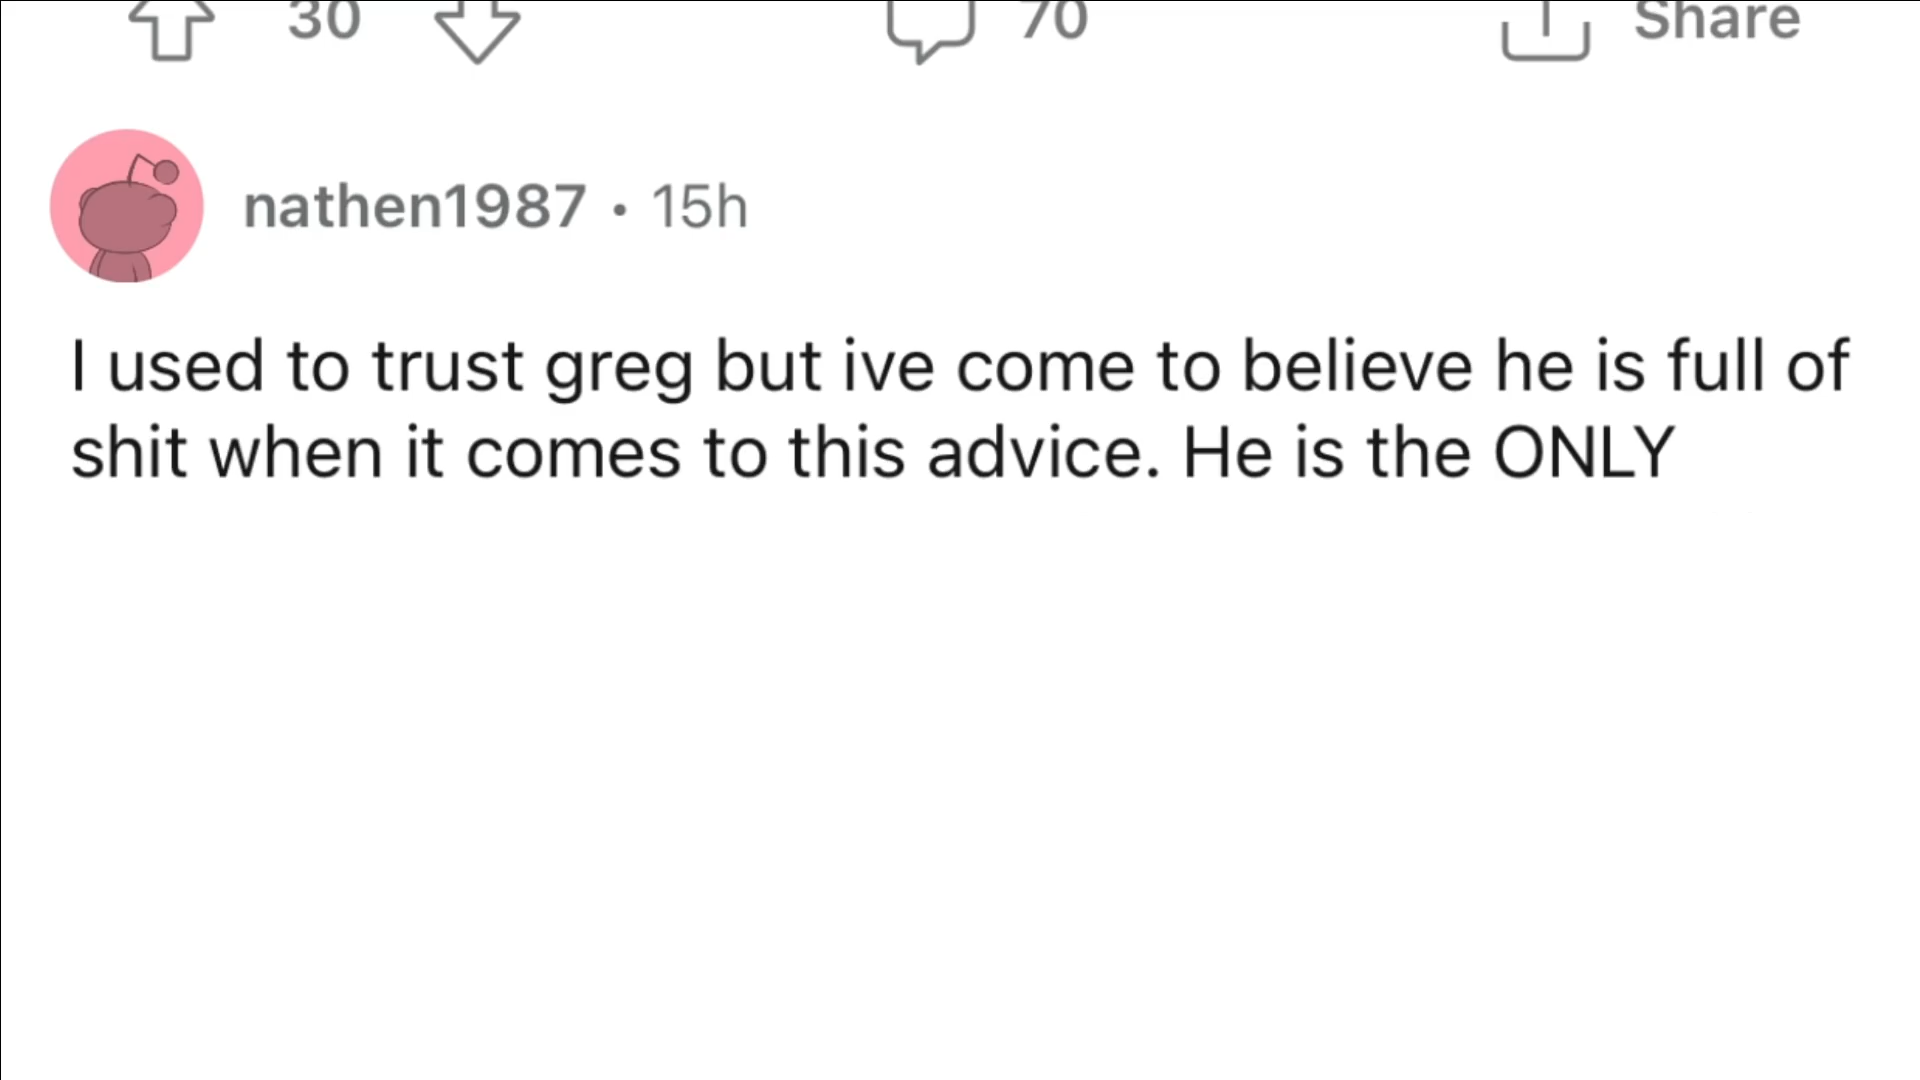 30 70 Share
nathen1987 · 15h
I used to trust greg but ive come to believe he is full of
shit when it comes to this advice. He is the ONLY